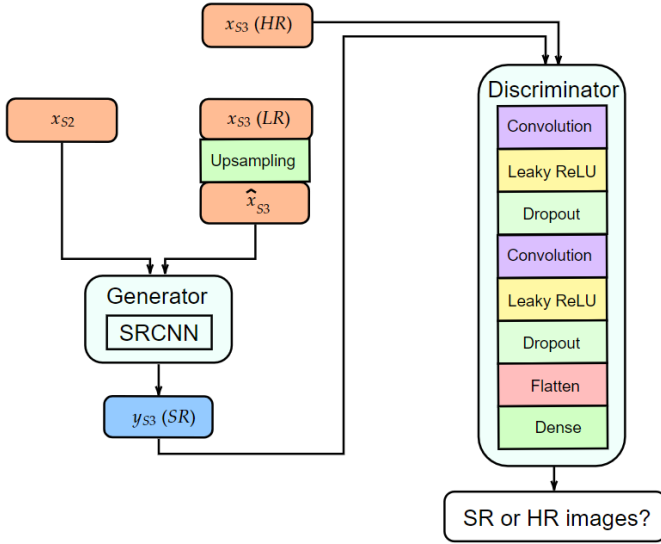 x_S3 (HR)
Discriminator
x_S2
x_S3 (LR)
Convolution
Upsampling
Leaky ReLU
x̂_S3
Dropout
Convolution
Generator
Leaky ReLU
SRCNN
Dropout
Flatten
y_S3 (SR)
Dense
SR or HR images?